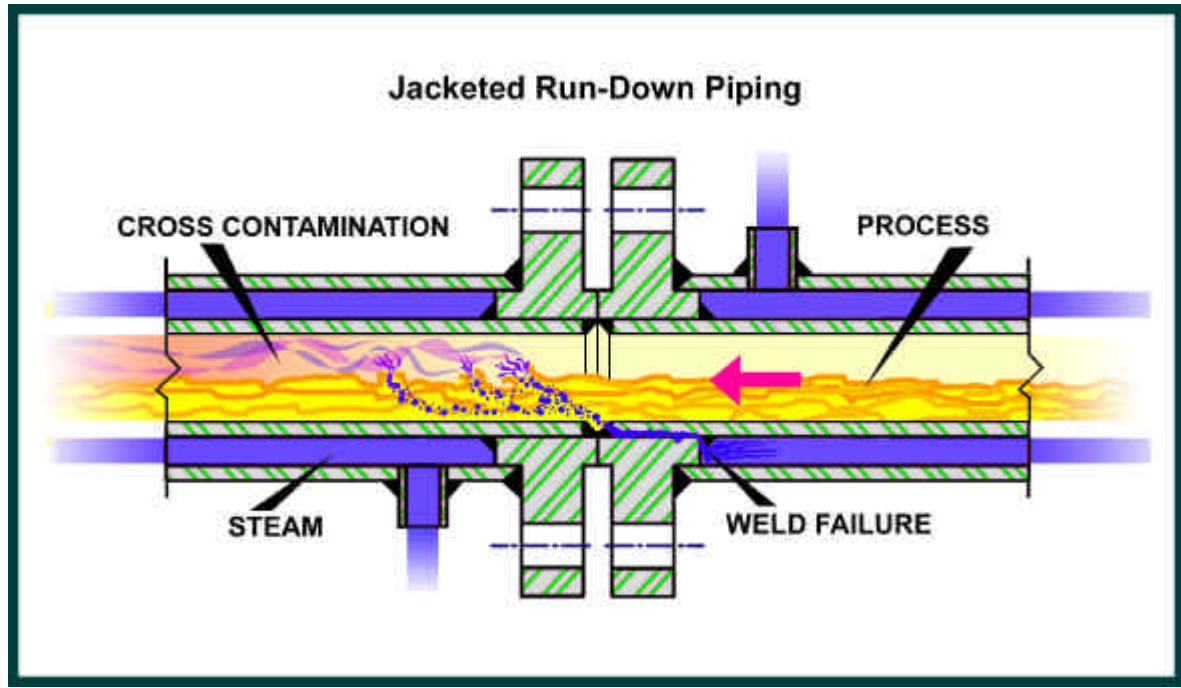 Jacketed Run-Down Piping
CROSS CONTAMINATION
PROCESS
STEAM
WELD FAILURE